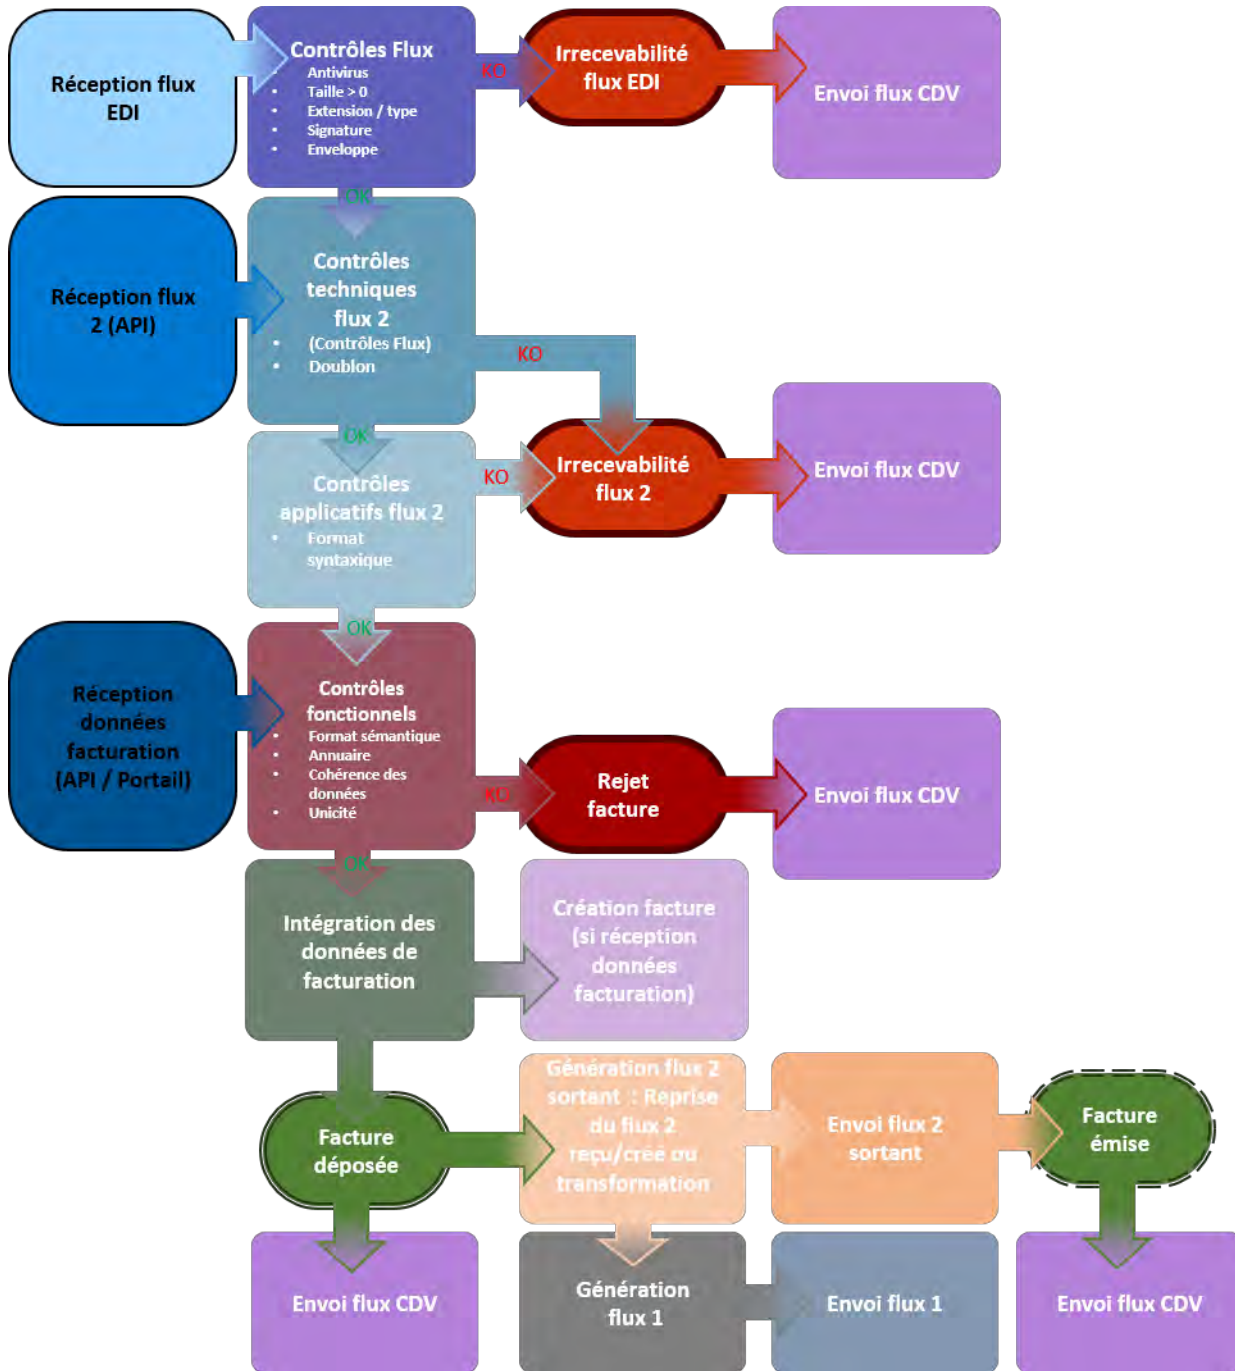 Réception flux
EDI
Contrôles Flux
• Antivirus
• Taille > 0
• Extension / type
• Signature
• Enveloppe
KO
Irrecevabilité
flux EDI
Envoi flux CDV
OK
Réception flux
2 (API)
Contrôles
techniques
flux 2
• (Contrôles Flux)
• Doublon
KO
OK
Contrôles
applicatifs flux 2
• Format
syntaxique
KO
Irrecevabilité
flux 2
Envoi flux CDV
OK
Réception
données
facturation
(API / Portail)
Contrôles
fonctionnels
• Format sémantique
• Annuaire
• Cohérence des
données
• Unicité
KO
Rejet
facture
Envoi flux CDV
OK
Intégration des
données de
facturation
Création facture
(si réception
données
facturation)
Facture
déposée
Génération flux 2
sortant : Reprise
du flux 2
reçu/créé ou
transformation
Envoi flux 2
sortant
Facture
émise
Envoi flux CDV
Génération
flux 1
Envoi flux 1
Envoi flux CDV